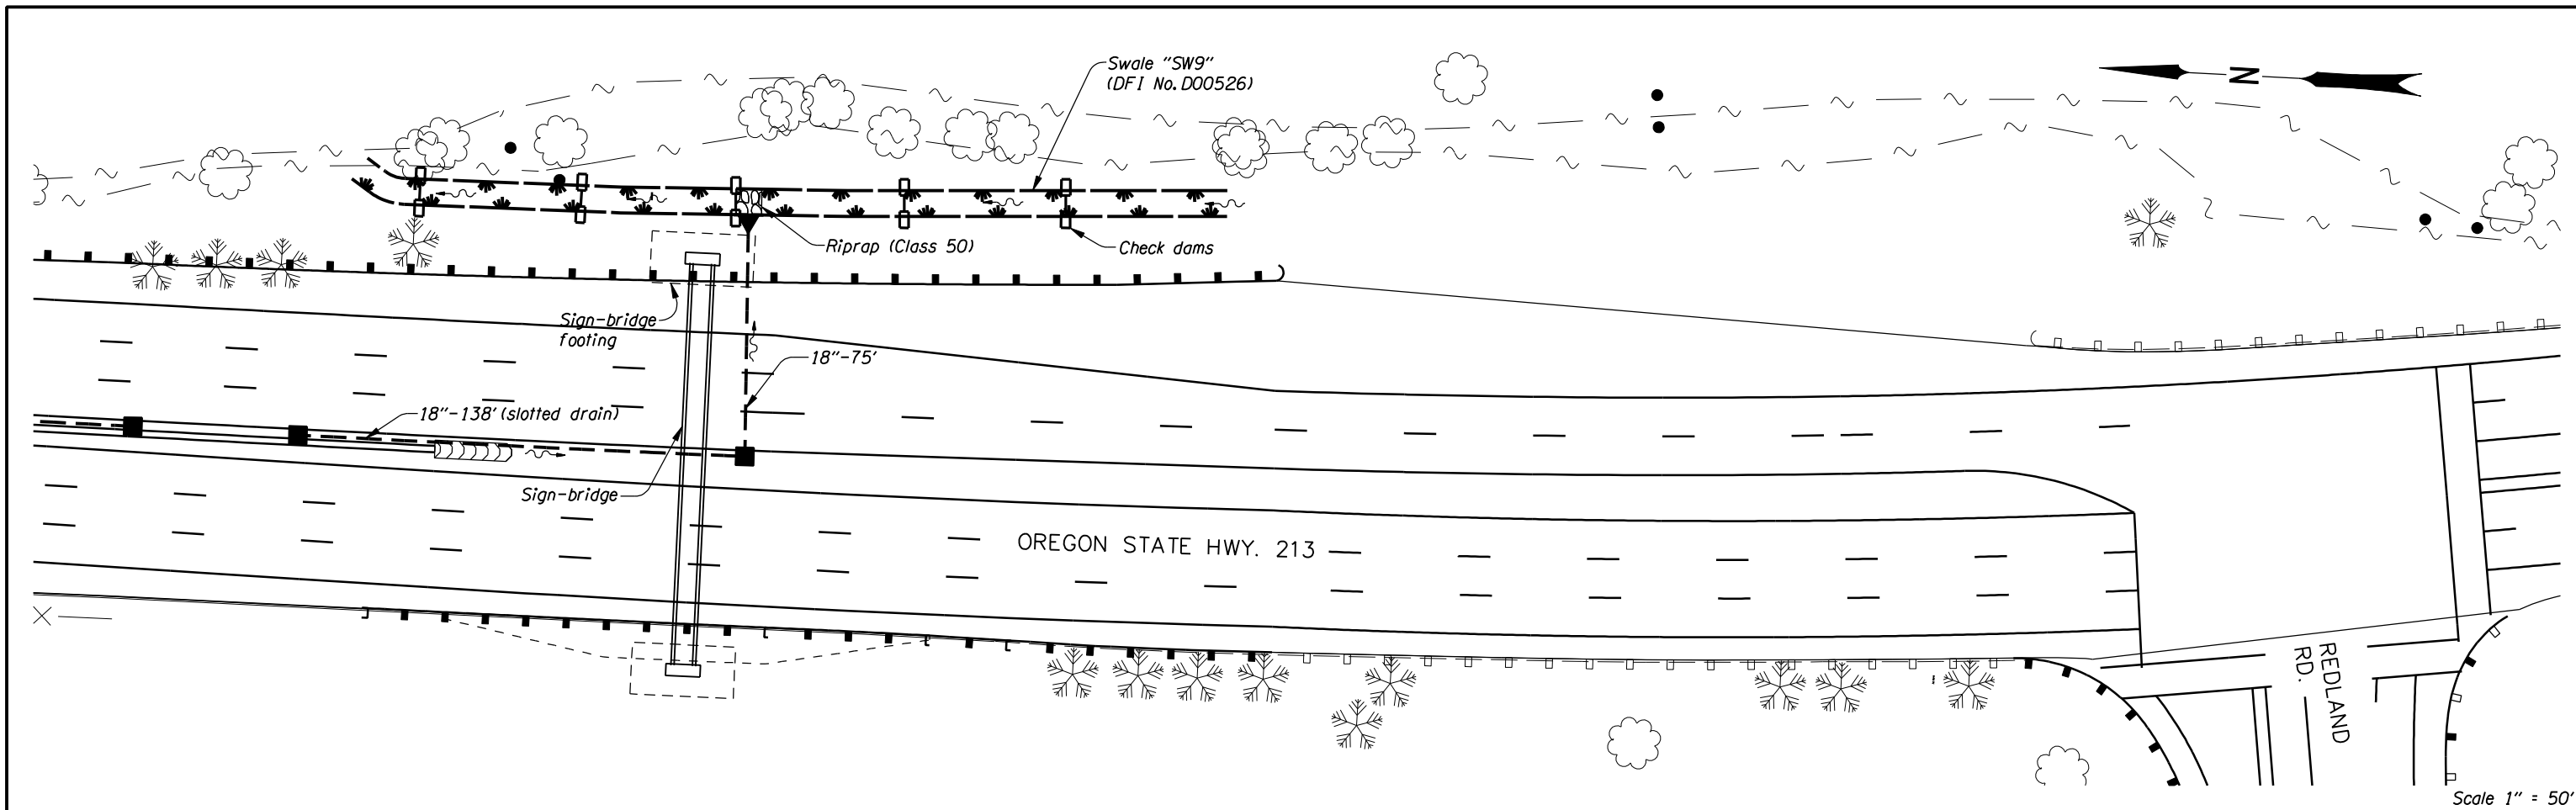 Swale "SW9"
(DFI No. D00526)
N
Riprap (Class 50)
Check dams
Sign-bridge
footing
18"-75'
18"-138' (slotted drain)
Sign-bridge
OREGON STATE HWY. 213
REDLAND
RD.
Scale 1" = 50'